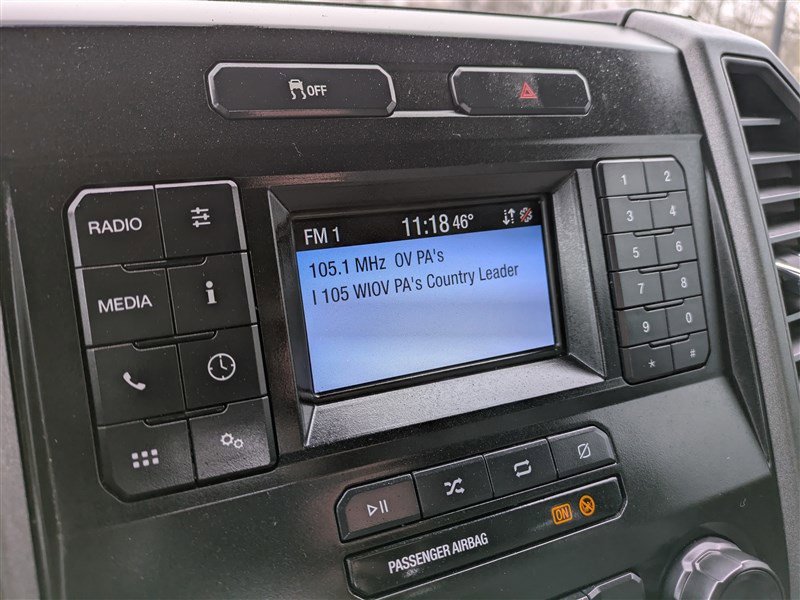 OFF
RADIO
MEDIA
FM 1 11:18 46°
105.1 MHz OV PA's
I 105 WIOV PA's Country Leader
1 2
3 4
5 6
7 8
9 0
* #
PASSENGER AIRBAG ON